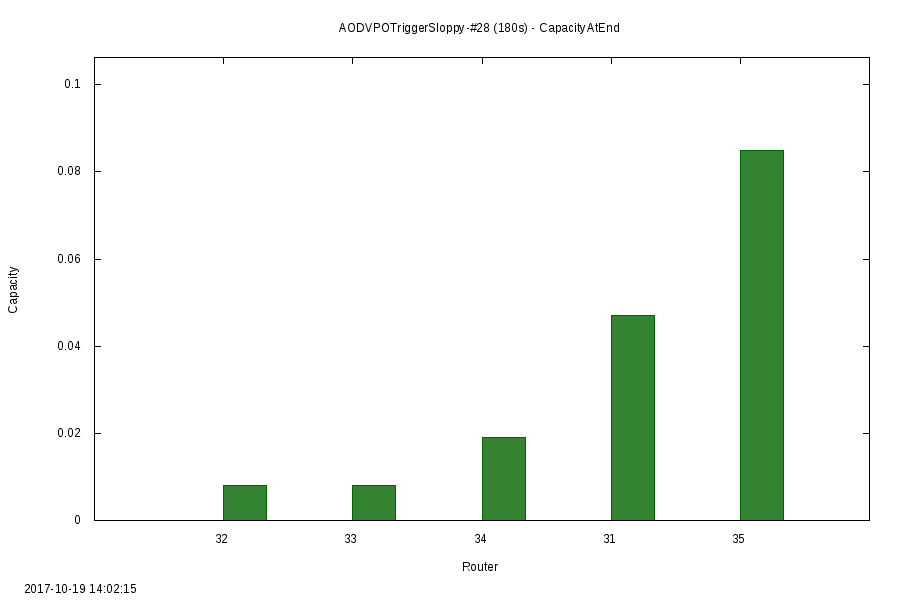 AODVPOTriggerSloppy-#28 (180s) - CapacityAtEnd
0.1
0.08
0.06
0.04
0.02
0
Capacity
32 33 34 31 35
Router
2017-10-19 14:02:15